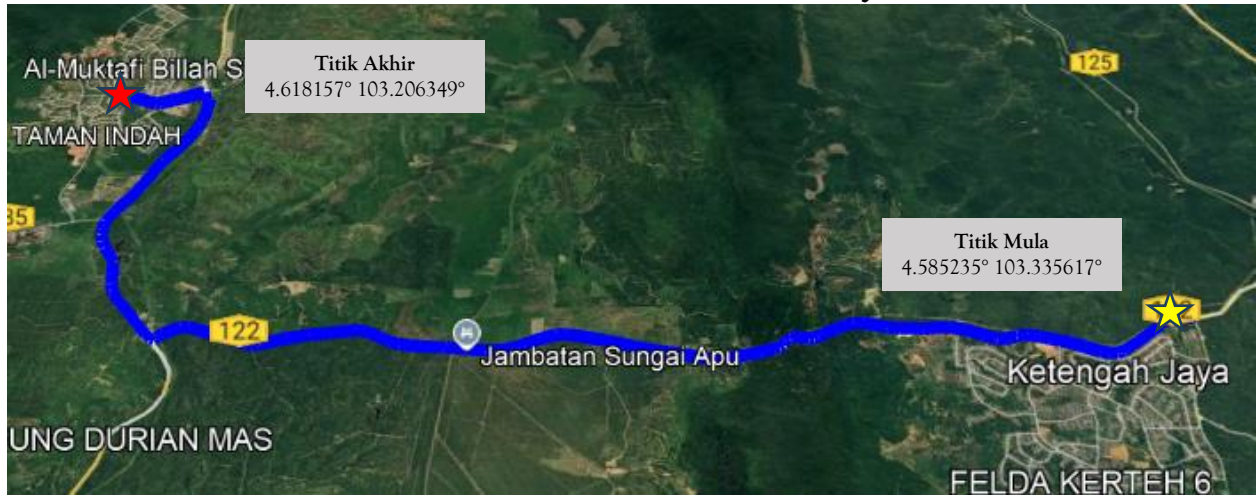 Al-Muktafi Billah S
Titik Akhir
4.618157° 103.206349°
125
TAMAN INDAH
Titik Mula
4.585235° 103.335617°
122
Jambatan Sungai Apu
Ketengah Jaya
UNG DURIAN MAS
FELDA KERTEH 6